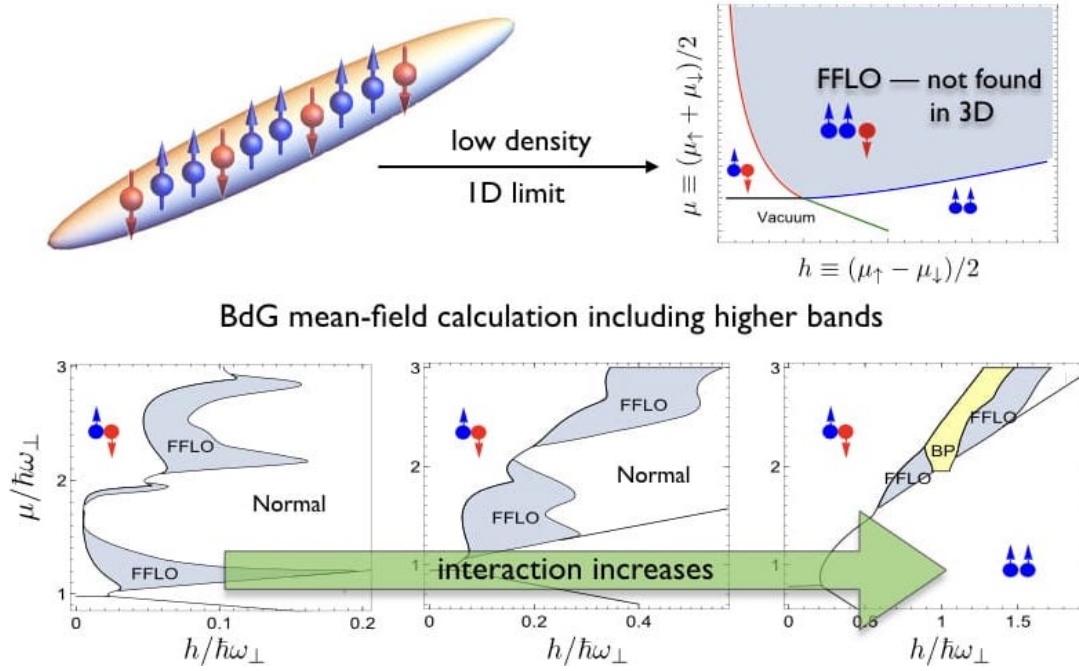 low density
1D limit
μ ≡ (μ↑ + μ↓)/2
FFLO — not found
in 3D
Vacuum
h ≡ (μ↑ − μ↓)/2
BdG mean-field calculation including higher bands
μ/ħω⊥
3
2
1
FFLO
FFLO
Normal
0
0.1
0.2
h/ħω⊥
3
2
1
FFLO
FFLO
Normal
0
0.2
0.4
h/ħω⊥
3
2
1
FFLO
BP
FFLO
0
0.5
1
1.5
h/ħω⊥
interaction increases